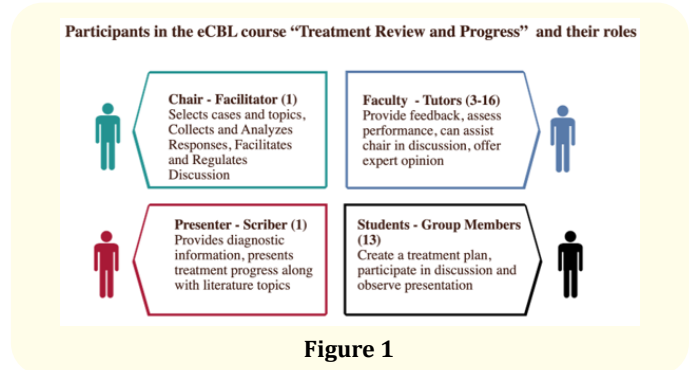 Participants in the eCBL course “Treatment Review and Progress” and their roles
Chair - Facilitator (1)
Selects cases and topics,
Collects and Analyzes
Responses, Facilitates
and Regulates
Discussion
Faculty - Tutors (3-16)
Provide feedback, assess
performance, can assist
chair in discussion, offer
expert opinion
Presenter - Scriber (1)
Provides diagnostic
information, presents
treatment progress along
with literature topics
Students - Group Members
(13)
Create a treatment plan,
participate in discussion and
observe presentation
Figure 1